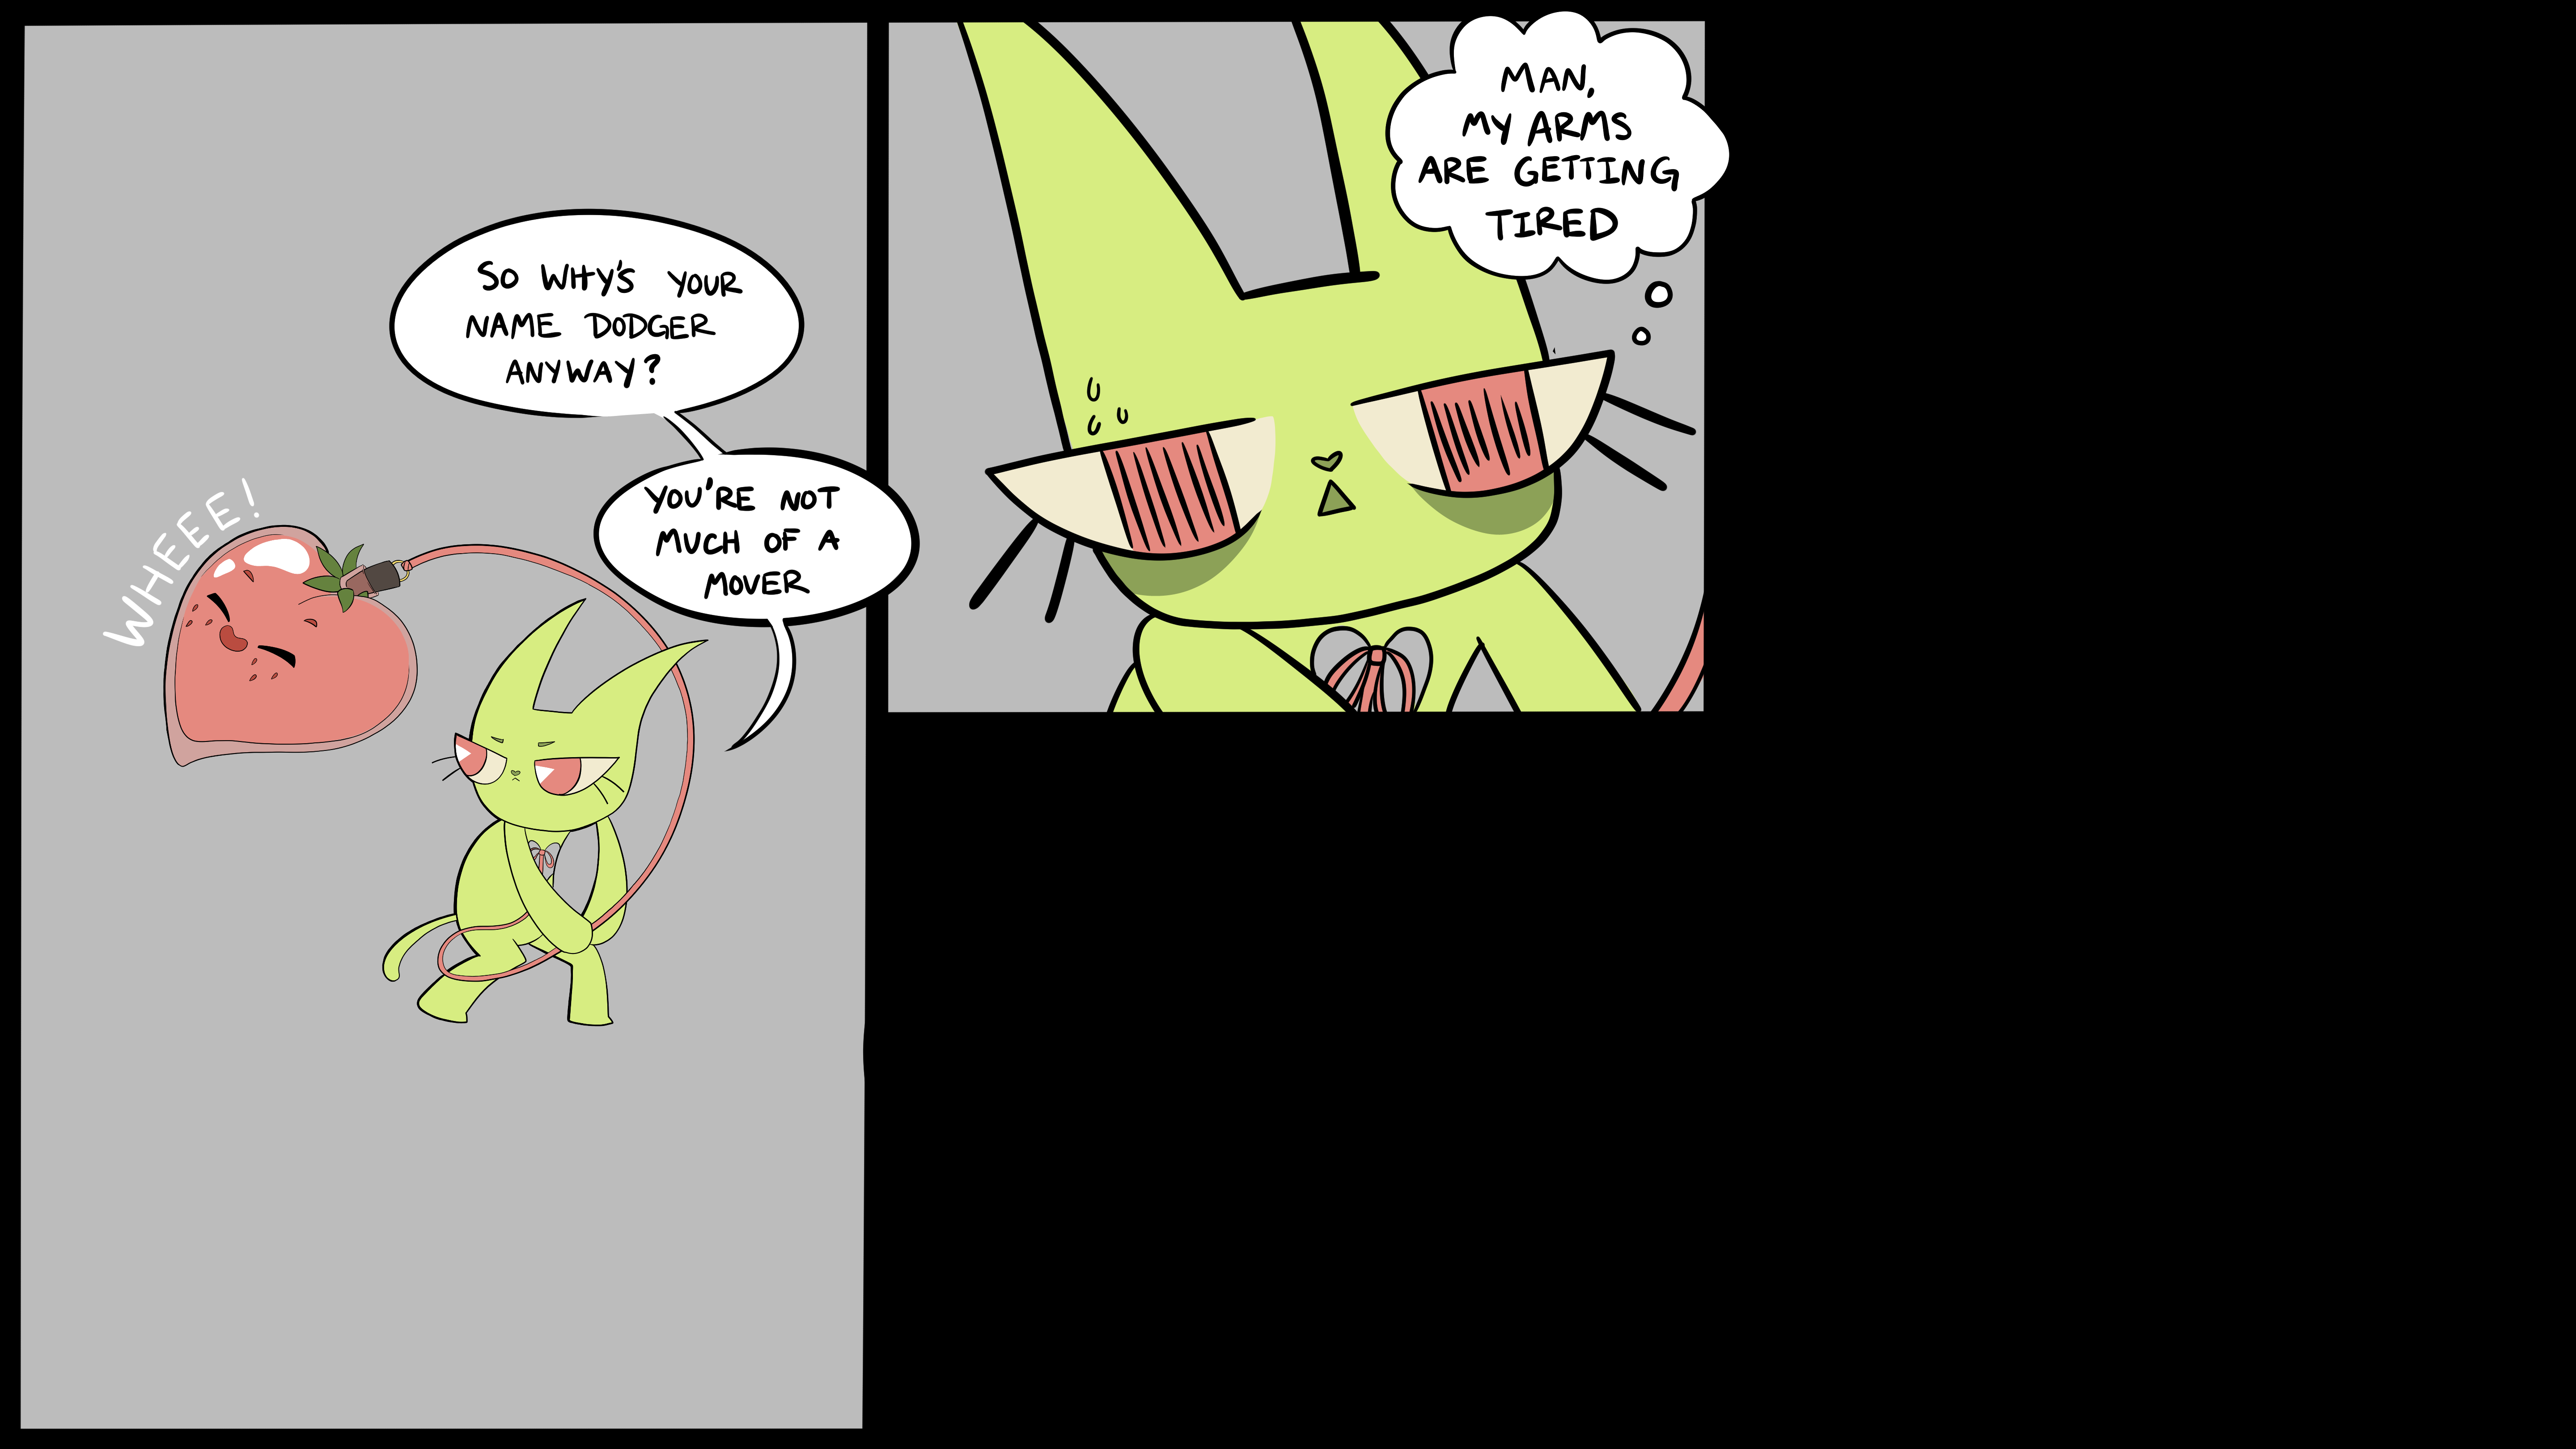 SO WHY'S YOUR
NAME DODGER
ANYWAY?
YOU'RE NOT
MUCH OF A
MOVER
WHEEE!
MAN,
MY ARMS
ARE GETTING
TIRED